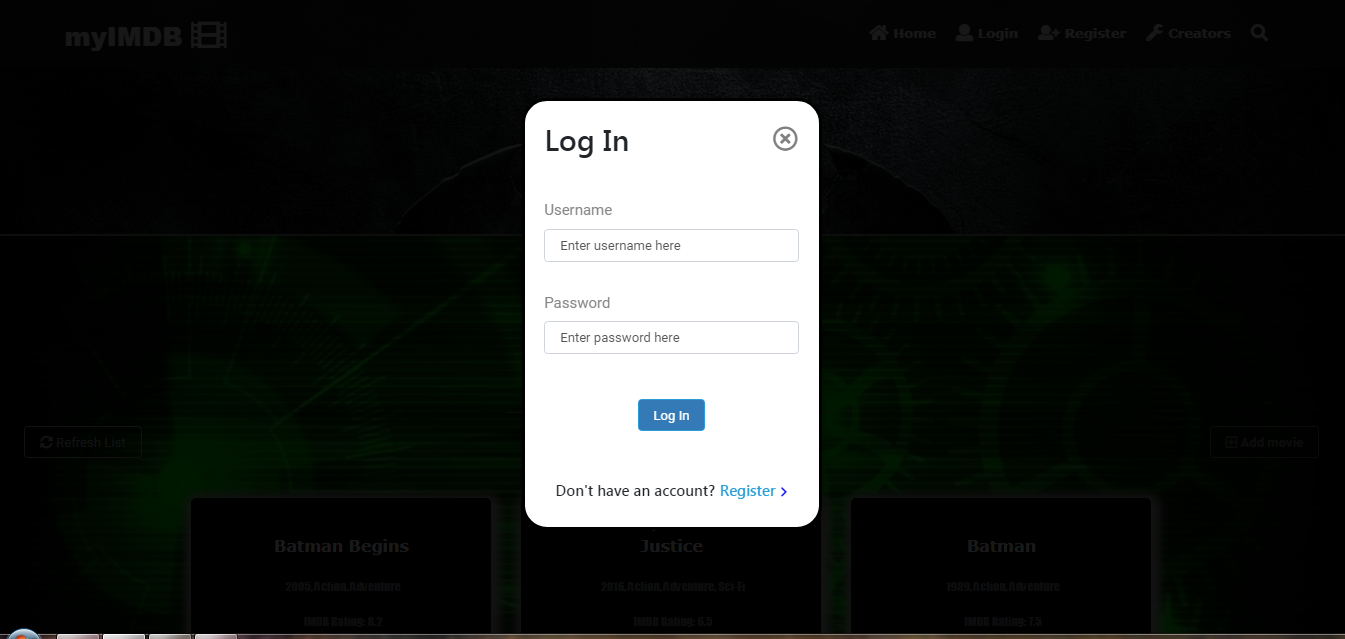 myIMDB
Home Login Register Creators
Log In
Username
Enter username here
Password
Enter password here
Log In
Refresh List
Add movie
Don't have an account? Register
Batman Begins
2005, Action, Adventure
IMDB Rating: 8.2
Justice
2016, Action, Adventure, Sci-Fi
IMDB Rating: 6.5
Batman
1989, Action, Adventure
IMDB Rating: 7.5